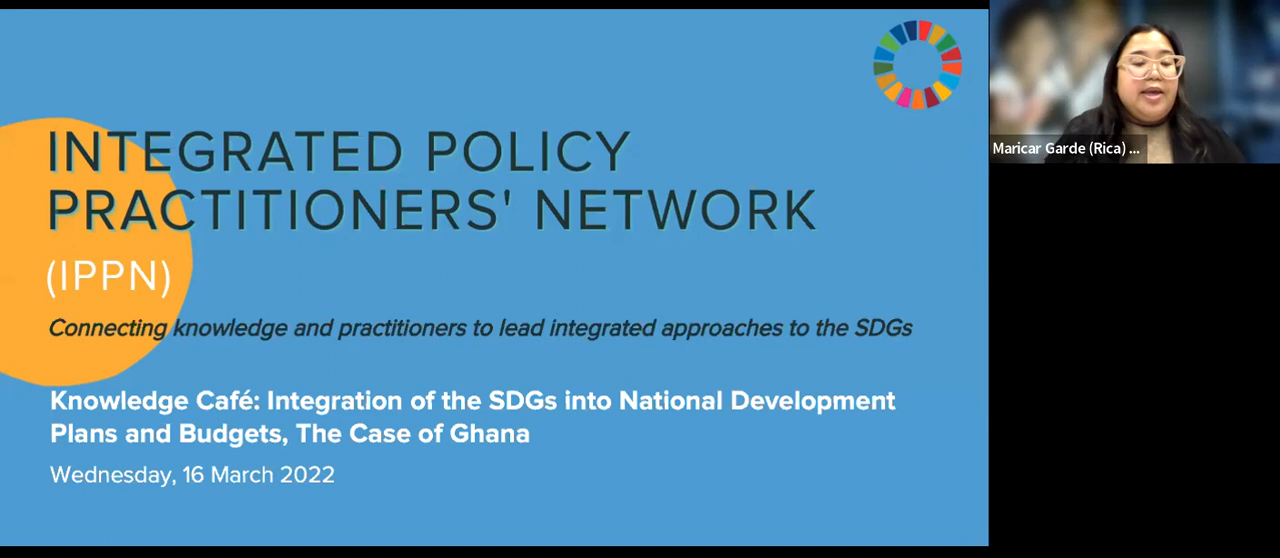 INTEGRATED POLICY
PRACTITIONERS' NETWORK
(IPPN)
Connecting knowledge and practitioners to lead integrated approaches to the SDGs
Knowledge Café: Integration of the SDGs into National Development
Plans and Budgets, The Case of Ghana
Wednesday, 16 March 2022
Maricar Garde (Rica) ...